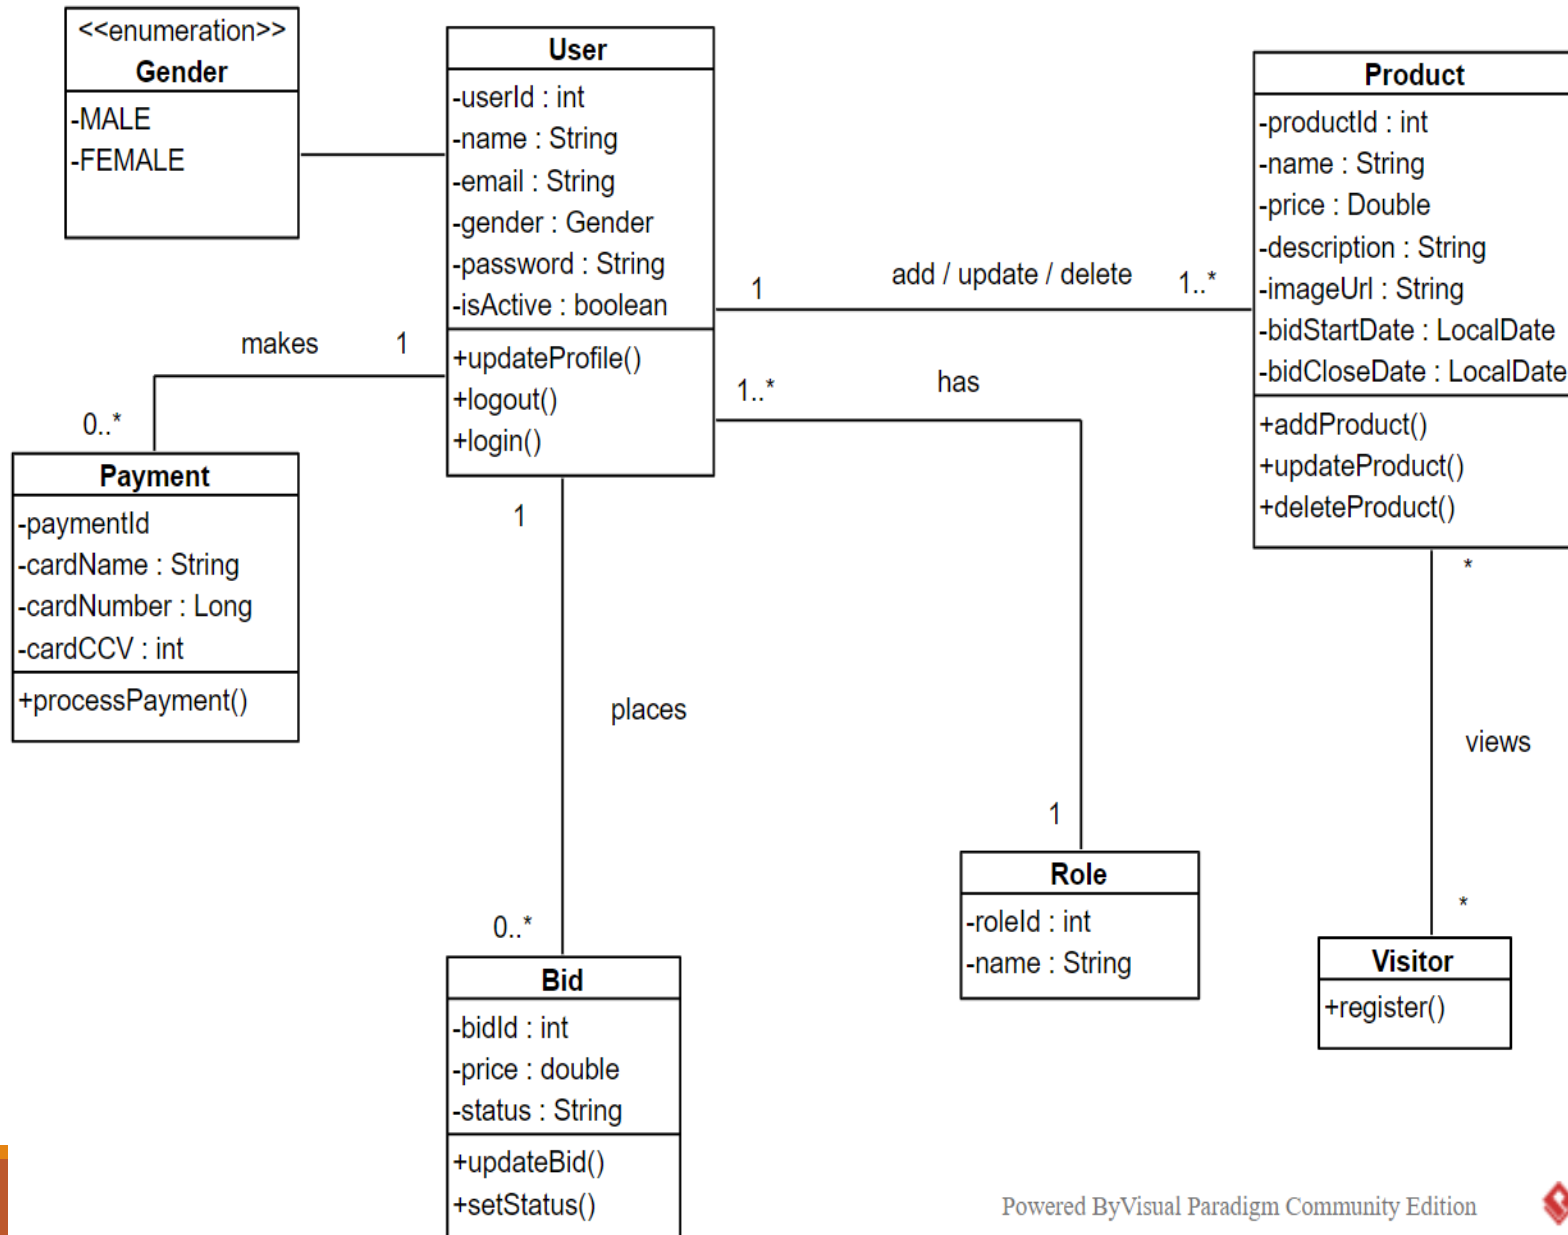 <<enumeration>>
Gender
-MALE
-FEMALE
User
-userId : int
-name : String
-email : String
-gender : Gender
-password : String
-isActive : boolean
+updateProfile()
+logout()
+login()
Product
-productId : int
-name : String
-price : Double
-description : String
-imageUrl : String
-bidStartDate : LocalDate
-bidCloseDate : LocalDate
+addProduct()
+updateProduct()
+deleteProduct()
1
add / update / delete
1..*
makes
1
0..*
1..*
has
1
Payment
-paymentId
-cardName : String
-cardNumber : Long
-cardCCV : int
+processPayment()
1
places
0..*
Bid
-bidId : int
-price : double
-status : String
+updateBid()
+setStatus()
Role
-roleId : int
-name : String
*
views
*
Visitor
+register()
Powered ByVisual Paradigm Community Edition